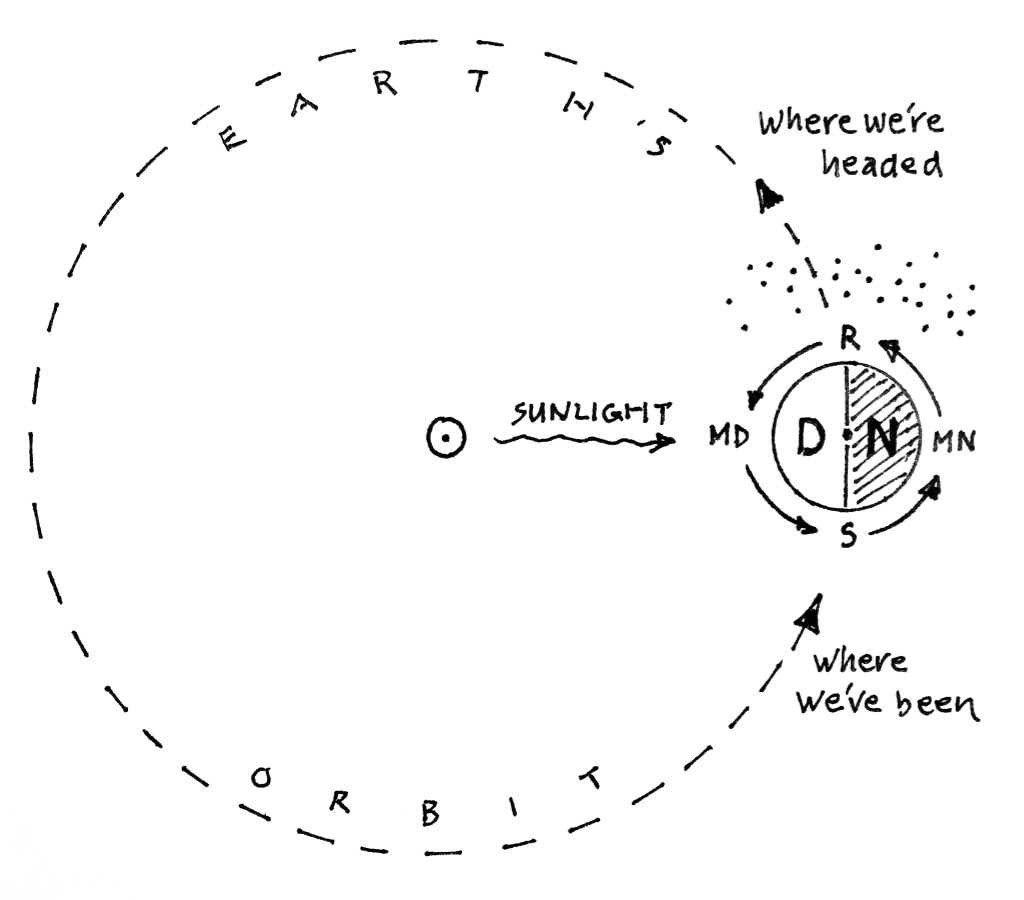 EARTH'S
where we're
headed
R
SUNLIGHT
MD
D
N
MN
S
where
we've been
ORBIT